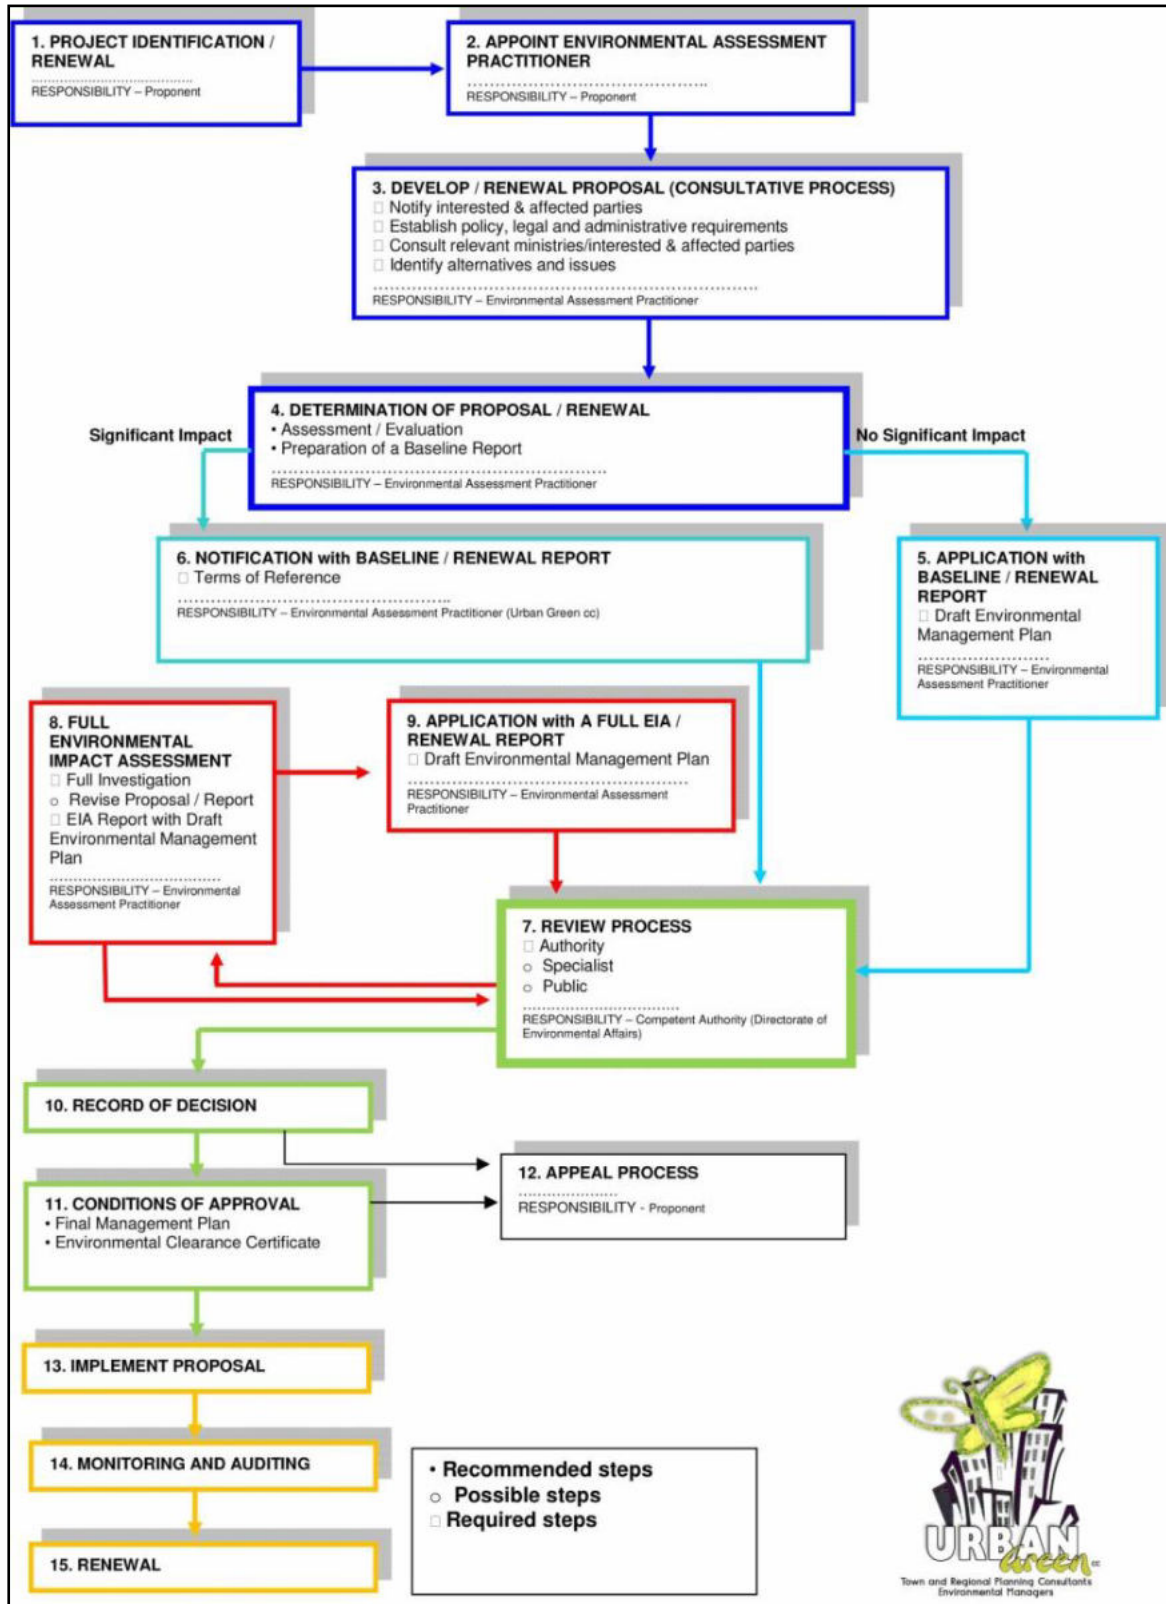 1. PROJECT IDENTIFICATION /
RENEWAL
........................................
RESPONSIBILITY – Proponent
2. APPOINT ENVIRONMENTAL ASSESSMENT
PRACTITIONER
........................................
RESPONSIBILITY – Proponent
3. DEVELOP / RENEWAL PROPOSAL (CONSULTATIVE PROCESS)
□ Notify interested & affected parties
□ Establish policy, legal and administrative requirements
□ Consult relevant ministries/interested & affected parties
□ Identify alternatives and issues
........................................
RESPONSIBILITY – Environmental Assessment Practitioner
4. DETERMINATION OF PROPOSAL / RENEWAL
• Assessment / Evaluation
• Preparation of a Baseline Report
........................................
RESPONSIBILITY – Environmental Assessment Practitioner
Significant Impact
No Significant Impact
6. NOTIFICATION with BASELINE / RENEWAL REPORT
□ Terms of Reference
........................................
RESPONSIBILITY – Environmental Assessment Practitioner (Urban Green cc)
5. APPLICATION with
BASELINE / RENEWAL
REPORT
□ Draft Environmental
Management Plan
........................................
RESPONSIBILITY – Environmental
Assessment Practitioner
8. FULL
ENVIRONMENTAL
IMPACT ASSESSMENT
□ Full Investigation
o Revise Proposal / Report
□ EIA Report with Draft
Environmental Management
Plan
........................................
RESPONSIBILITY – Environmental
Assessment Practitioner
9. APPLICATION with A FULL EIA /
RENEWAL REPORT
□ Draft Environmental Management Plan
........................................
RESPONSIBILITY – Environmental Assessment
Practitioner
7. REVIEW PROCESS
□ Authority
o Specialist
o Public
........................................
RESPONSIBILITY – Competent Authority (Directorate of
Environmental Affairs)
10. RECORD OF DECISION
11. CONDITIONS OF APPROVAL
• Final Management Plan
• Environmental Clearance Certificate
12. APPEAL PROCESS
......................
RESPONSIBILITY - Proponent
13. IMPLEMENT PROPOSAL
14. MONITORING AND AUDITING
15. RENEWAL
• Recommended steps
o Possible steps
□ Required steps
URBAN
Green cc
Town and Regional Planning Consultants
Environmental Managers